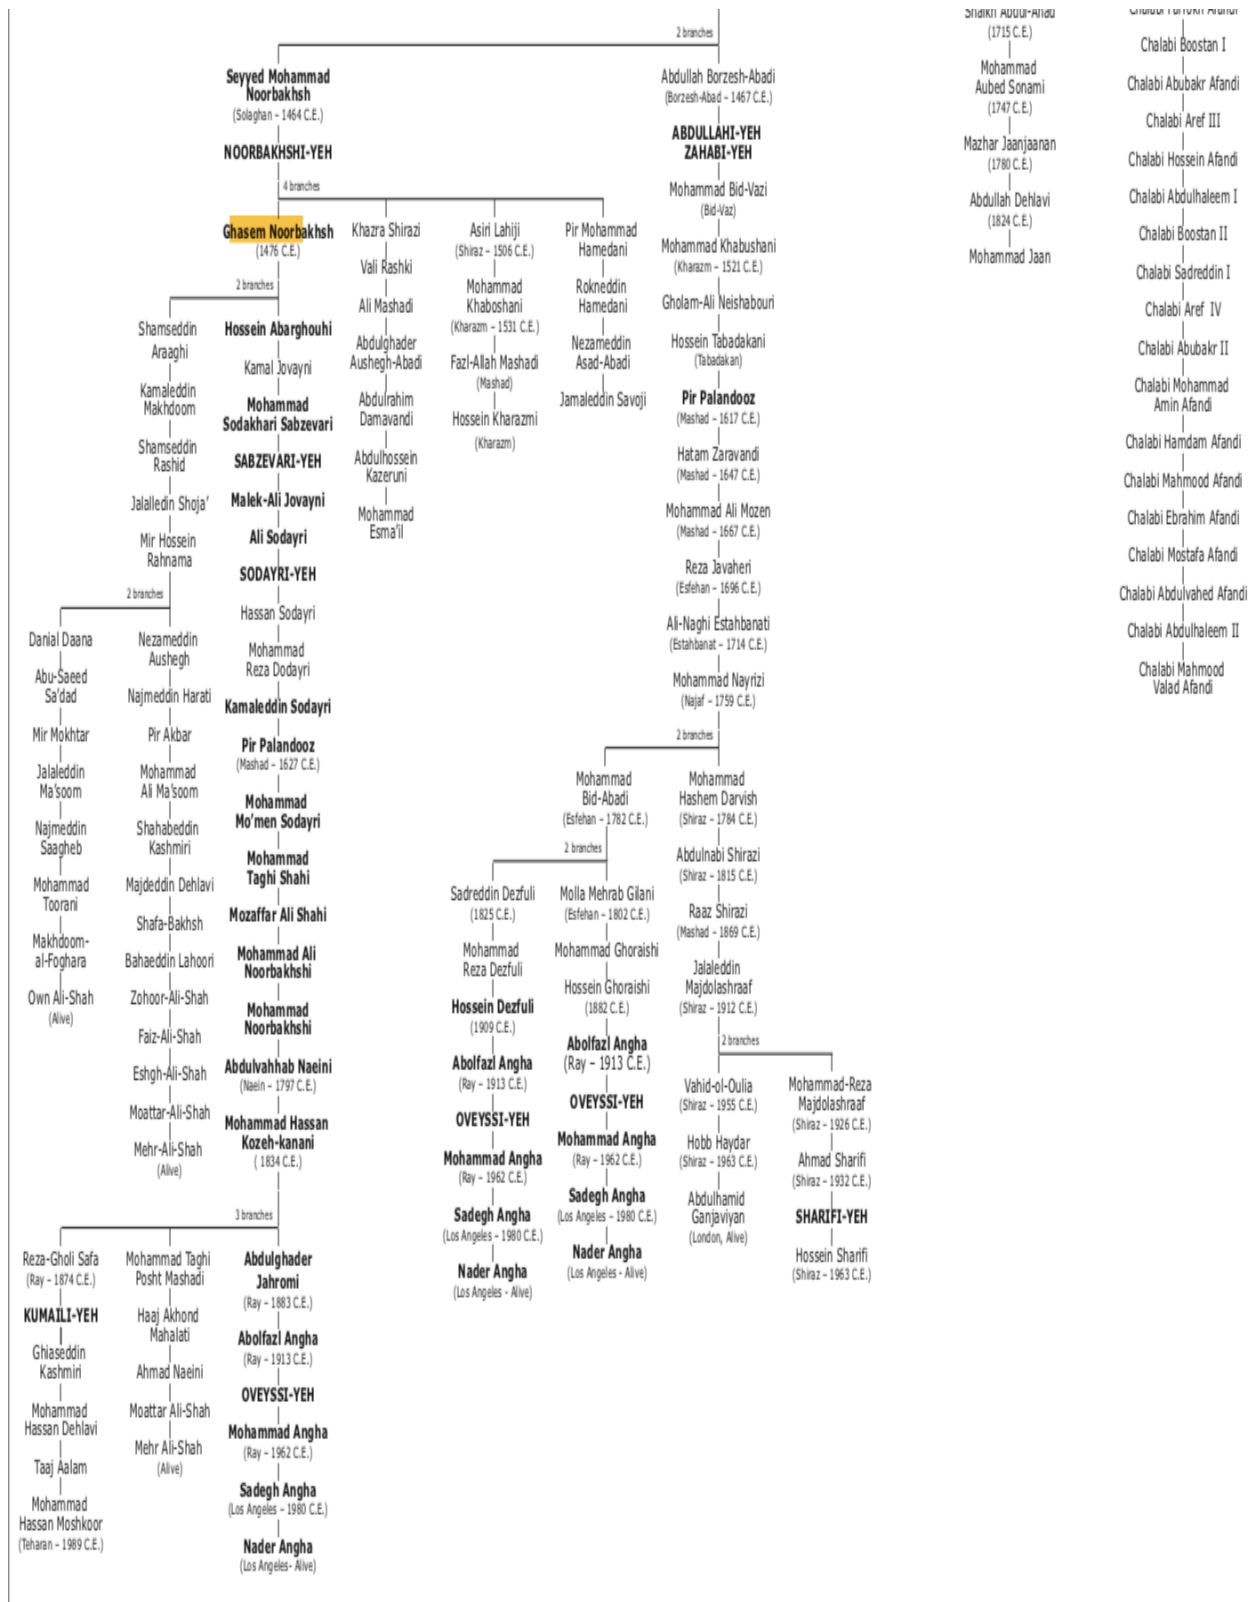 2 branches
Seyyed Mohammad
Noorbakhsh
(Solaghan – 1464 C.E.)
NOORBAKHSHI-YEH
4 branches
Ghasem Noorbakhsh
(1476 C.E.)
2 branches
Shamseddin
Araaghi
Kamaleddin
Makhdoom
Shamseddin
Rashid
Jalalledin Shoja'
Mir Hossein
Rahnama
2 branches
Danial Daana
Abu-Saeed
Sa'dad
Mir Mokhtar
Jalaleddin
Ma'soom
Najmeddin
Saagheb
Mohammad
Toorani
Makhdoom-
al-Foghara
Own Ali-Shah
(Alive)
Nezameddin
Aushegh
Najmeddin Harati
Pir Akbar
Mohammad
Ali Ma'soom
Shahabeddin
Kashmiri
Majdeddin Dehlavi
Shafa-Bakhsh
Bahaeddin Lahoori
Zohoor-Ali-Shah
Faiz-Ali-Shah
Eshgh-Ali-Shah
Moattar-Ali-Shah
Mehr-Ali-Shah
(Alive)
Hossein Abarghouhi
Kamal Jovayni
Mohammad
Sodakhari Sabzevari
SABZEVARI-YEH
Malek-Ali Jovayni
Ali Sodayri
SODAYRI-YEH
Hassan Sodayri
Mohammad
Reza Dodayri
Kamaleddin Sodayri
Pir Palandooz
(Mashad – 1627 C.E.)
Mohammad
Mo'men Sodayri
Mohammad
Taghi Shahi
Mozaffar Ali Shahi
Mohammad Ali
Noorbakhshi
Mohammad
Noorbakhshi
Abdulvahhab Naeini
(Naein – 1797 C.E.)
Mohammad Hassan
Kozeh-kanani
( 1834 C.E.)
3 branches
Reza-Gholi Safa
(Ray – 1874 C.E.)
KUMAILI-YEH
Ghiaseddin
Kashmiri
Mohammad
Hassan Dehlavi
Taaj Aalam
Mohammad
Hassan Moshkoor
(Teharan – 1989 C.E.)
Mohammad Taghi
Posht Mashadi
Haaj Akhond
Mahalati
Ahmad Naeini
Moattar Ali-Shah
Mehr Ali-Shah
(Alive)
Abdulghader
Jahromi
(Ray – 1883 C.E.)
Abolfazl Angha
(Ray – 1913 C.E.)
OVEYSSI-YEH
Mohammad Angha
(Ray – 1962 C.E.)
Sadegh Angha
(Los Angeles – 1980 C.E.)
Nader Angha
(Los Angeles- Alive)
Khazra Shirazi
Vali Rashki
Ali Mashadi
Abdulghader
Aushegh-Abadi
Abdulrahim
Damavandi
Abdulhossein
Kazeruni
Mohammad
Esma'il
Asiri Lahiji
(Shiraz – 1506 C.E.)
Mohammad
Khaboshani
(Kharazm – 1531 C.E.)
Fazl-Allah Mashadi
(Mashad)
Hossein Kharazmi
(Kharazm)
Pir Mohammad
Hamedani
Rokneddin
Hamedani
Nezameddin
Asad-Abadi
Jamaleddin Savoji
Abdullah Borzesh-Abadi
(Borzesh-Abad – 1467 C.E.)
ABDULLAHI-YEH
ZAHABI-YEH
Mohammad Bid-Vazi
(Bid-Vaz)
Mohammad Khabushani
(Kharazm – 1521 C.E.)
Gholam-Ali Neishabouri
Hossein Tabadakani
(Tabadakan)
Pir Palandooz
(Mashad – 1617 C.E.)
Hatam Zaravandi
(Mashad – 1647 C.E.)
Mohammad Ali Mozen
(Mashad – 1667 C.E.)
Reza Javaheri
(Esfehan – 1696 C.E.)
Ali-Naghi Estahbanati
(Estahbanat – 1714 C.E.)
Mohammad Nayrizi
(Najaf – 1759 C.E.)
2 branches
Mohammad
Bid-Abadi
(Esfehan – 1782 C.E.)
2 branches
Sadreddin Dezfuli
(1825 C.E.)
Mohammad
Reza Dezfuli
Hossein Dezfuli
(1909 C.E.)
Abolfazl Angha
(Ray – 1913 C.E.)
OVEYSSI-YEH
Mohammad Angha
(Ray – 1962 C.E.)
Sadegh Angha
(Los Angeles – 1980 C.E.)
Nader Angha
(Los Angeles - Alive)
Molla Mehrab Gilani
(Esfehan – 1802 C.E.)
Mohammad Ghoraishi
Hossein Ghoraishi
(1882 C.E.)
Abolfazl Angha
(Ray – 1913 C.E.)
OVEYSSI-YEH
Mohammad Angha
(Ray – 1962 C.E.)
Sadegh Angha
(Los Angeles – 1980 C.E.)
Nader Angha
(Los Angeles - Alive)
Mohammad
Hashem Darvish
(Shiraz – 1784 C.E.)
Abdulnabi Shirazi
(Shiraz – 1815 C.E.)
Raaz Shirazi
(Mashad – 1869 C.E.)
Jalaleddin
Majdolashraaf
(Shiraz – 1912 C.E.)
2 branches
Vahid-ol-Oulia
(Shiraz – 1955 C.E.)
Hobb Haydar
(Shiraz – 1963 C.E.)
Abdulhamid
Ganjaviyan
(London, Alive)
Mohammad-Reza
Majdolashraaf
(Shiraz – 1926 C.E.)
Ahmad Sharifi
(Shiraz – 1932 C.E.)
SHARIFI-YEH
Hossein Sharifi
(Shiraz – 1963 C.E.)
Shaikh Abdul-Ahad
(1715 C.E.)
Mohammad
Aubed Sonami
(1747 C.E.)
Mazhar Jaanjaanan
(1780 C.E.)
Abdullah Dehlavi
(1824 C.E.)
Mohammad Jaan
Chalabi Boostan I
Chalabi Abubakr Afandi
Chalabi Aref III
Chalabi Hossein Afandi
Chalabi Abdulhaleem I
Chalabi Boostan II
Chalabi Sadreddin I
Chalabi Aref IV
Chalabi Abubakr II
Chalabi Mohammad
Amin Afandi
Chalabi Hamdam Afandi
Chalabi Mahmood Afandi
Chalabi Ebrahim Afandi
Chalabi Mostafa Afandi
Chalabi Abdulvahed Afandi
Chalabi Abdulhaleem II
Chalabi Mahmood
Valad Afandi